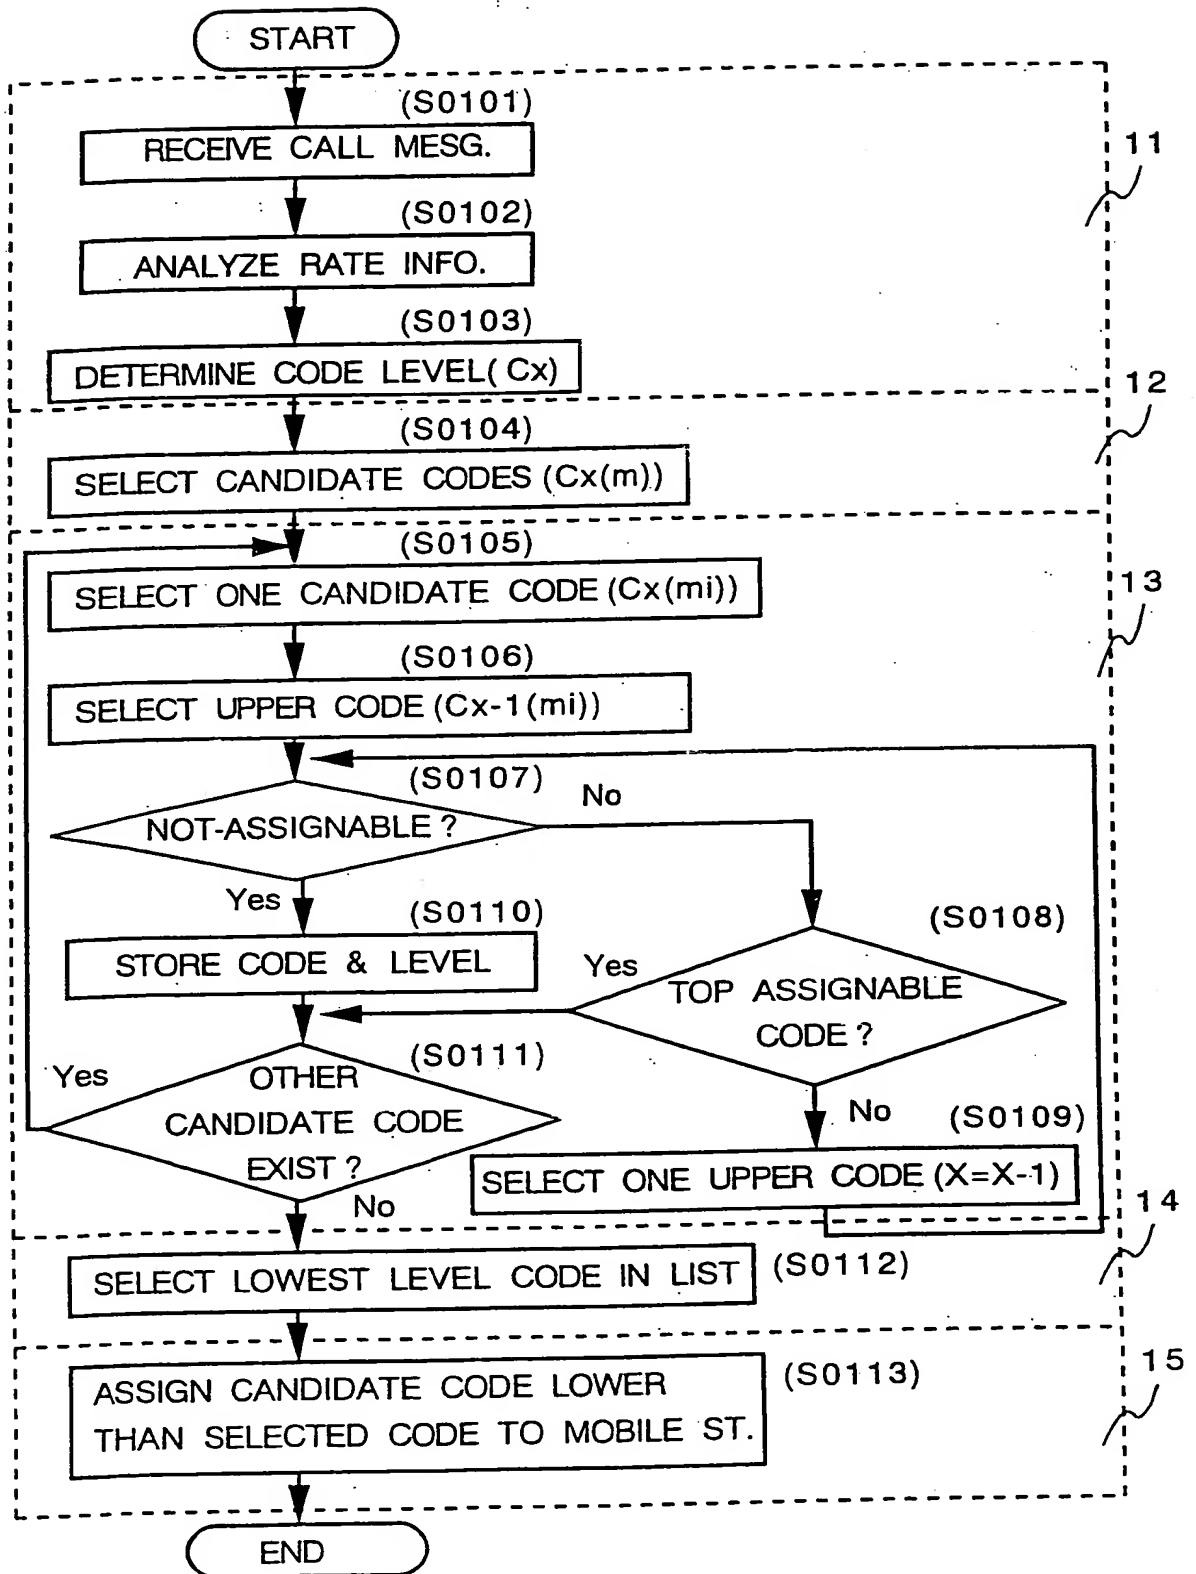 START
(S0101)
RECEIVE CALL MESG.
11
(S0102)
ANALYZE RATE INFO.
(S0103)
DETERMINE CODE LEVEL(Cx)
12
(S0104)
SELECT CANDIDATE CODES (Cx(m))
(S0105)
SELECT ONE CANDIDATE CODE (Cx(mi))
13
(S0106)
SELECT UPPER CODE (Cx-1(mi))
(S0107)
NOT-ASSIGNABLE ?
No
Yes
(S0110)
STORE CODE & LEVEL
(S0108)
Yes
TOP ASSIGNABLE
CODE ?
(S0111)
Yes
OTHER
CANDIDATE CODE
EXIST ?
No
No
(S0109)
SELECT ONE UPPER CODE (X=X-1)
14
SELECT LOWEST LEVEL CODE IN LIST
(S0112)
15
ASSIGN CANDIDATE CODE LOWER
THAN SELECTED CODE TO MOBILE ST.
(S0113)
END